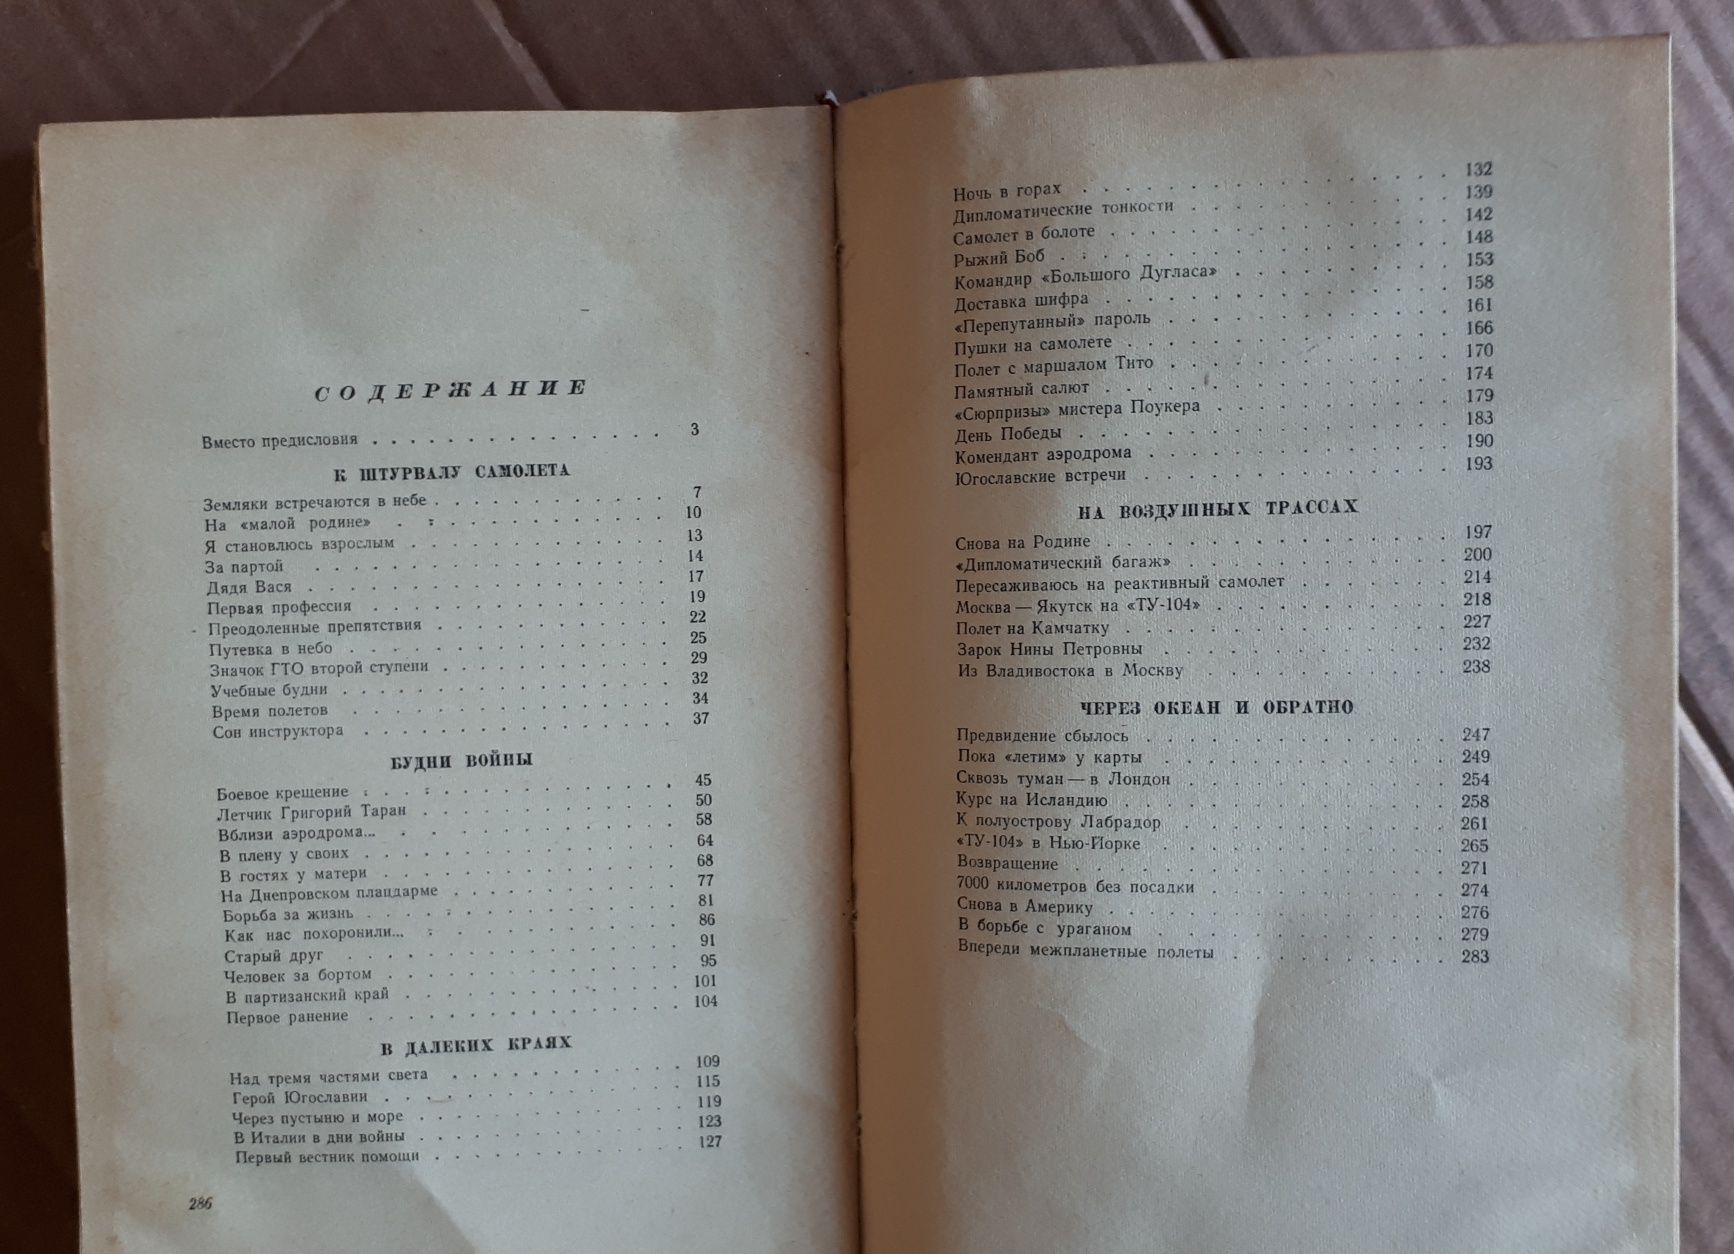 СОДЕРЖАНИЕ
Вместо предисловия . . . . . . . . . . . . . . . 3
К ШТУРВАЛУ САМОЛЕТА
Земляки встречаются в небе . . . . . . . . . . . . 7
На «малой родине» . . . . . . . . . . . . . 10
Я становлюсь взрослым . . . . . . . . . . . . . 13
За партой . . . . . . . . . . . . . . . . . 14
Дядя Вася . . . . . . . . . . . . . . . . . 17
Первая профессия . . . . . . . . . . . . . . 19
Преодоленные препятствия . . . . . . . . . . . 22
Путевка в небо . . . . . . . . . . . . . . . 25
Значок ГТО второй ступени . . . . . . . . . . . 29
Учебные будни . . . . . . . . . . . . . . . 32
Время полетов . . . . . . . . . . . . . . . 34
Сон инструктора . . . . . . . . . . . . . . 37
БУДНИ ВОЙНЫ
Боевое крещение . . . . . . . . . . . . . . 45
Летчик Григорий Таран . . . . . . . . . . . . 50
Вблизи аэродрома... . . . . . . . . . . . . . 58
В плену у своих . . . . . . . . . . . . . . 64
В гостях у матери . . . . . . . . . . . . . . 68
На Днепровском плацдарме . . . . . . . . . . . 77
Борьба за жизнь . . . . . . . . . . . . . . 81
Как нас похоронили... . . . . . . . . . . . . 86
Старый друг . . . . . . . . . . . . . . . . 91
Человек за бортом . . . . . . . . . . . . . . 95
В партизанский край . . . . . . . . . . . . . 101
Первое ранение . . . . . . . . . . . . . . . 104
В ДАЛЕКИХ КРАЯХ
Над тремя частями света . . . . . . . . . . . 109
Герой Югославии . . . . . . . . . . . . . . 115
Через пустыню и море . . . . . . . . . . . . . 119
В Италии в дни войны . . . . . . . . . . . . . 123
Первый вестник помощи . . . . . . . . . . . . 127
286
Ночь в горах . . . . . . . . . . . . . . . . 132
Дипломатические тонкости . . . . . . . . . . . 139
Самолет в болоте . . . . . . . . . . . . . . 142
Рыжий Боб . . . . . . . . . . . . . . . . . 148
Командир «Большого Дугласа» . . . . . . . . . . 153
Доставка шифра . . . . . . . . . . . . . . . 158
«Перепутанный» пароль . . . . . . . . . . . . 161
Пушки на самолете . . . . . . . . . . . . . . 166
Полет с маршалом Тито . . . . . . . . . . . . 170
Памятный салют . . . . . . . . . . . . . . . 174
«Сюрпризы» мистера Поукера . . . . . . . . . . 179
День Победы . . . . . . . . . . . . . . . . 183
Комендант аэродрома . . . . . . . . . . . . . 190
Югославские встречи . . . . . . . . . . . . . 193
НА ВОЗДУШНЫХ ТРАССАХ
Снова на Родине . . . . . . . . . . . . . . 197
«Дипломатический багаж» . . . . . . . . . . . 200
Пересаживаюсь на реактивный самолет . . . . . . . 214
Москва — Якутск на «ТУ-104» . . . . . . . . . . 218
Полет на Камчатку . . . . . . . . . . . . . . 227
Зарок Нины Петровны . . . . . . . . . . . . . 232
Из Владивостока в Москву . . . . . . . . . . . 238
ЧЕРЕЗ ОКЕАН И ОБРАТНО
Предвидение сбылось . . . . . . . . . . . . . 247
Пока «летим» у карты . . . . . . . . . . . . . 249
Сквозь туман — в Лондон . . . . . . . . . . . 254
Курс на Исландию . . . . . . . . . . . . . . 258
К полуострову Лабрадор . . . . . . . . . . . . 261
«ТУ-104» в Нью-Йорке . . . . . . . . . . . . . 265
Возвращение . . . . . . . . . . . . . . . . 271
7000 километров без посадки . . . . . . . . . . 274
Снова в Америку . . . . . . . . . . . . . . 276
В борьбе с ураганом . . . . . . . . . . . . . 279
Впереди межпланетные полеты . . . . . . . . . . 283